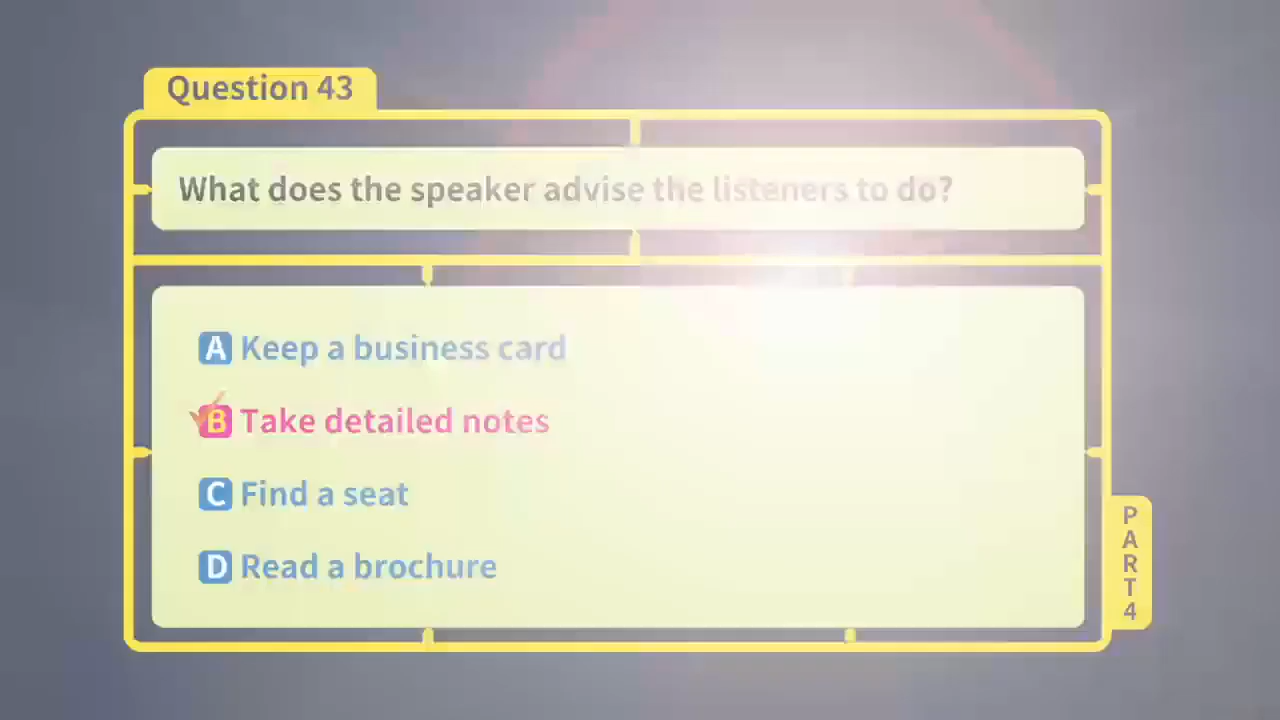 Question 43
What does the speaker advise the listeners to do?
A Keep a business card
B Take detailed notes
C Find a seat
D Read a brochure
PART4